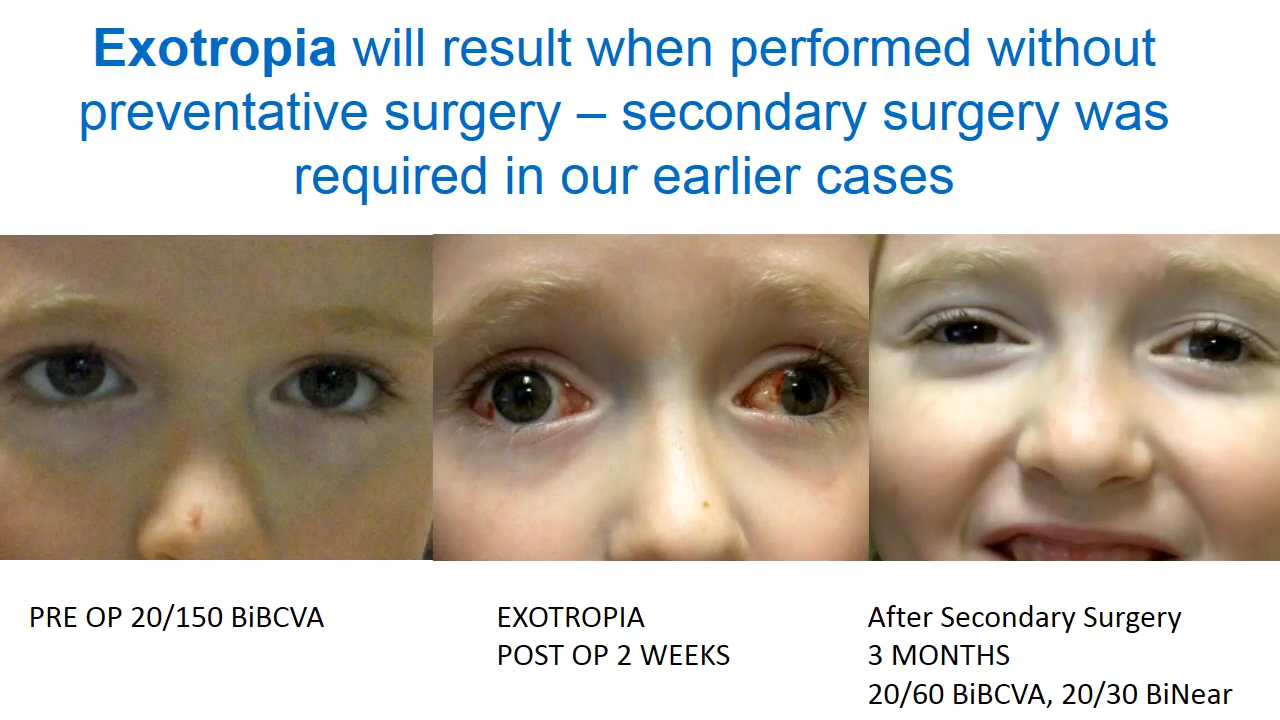 Exotropia will result when performed without
preventative surgery – secondary surgery was
required in our earlier cases
PRE OP 20/150 BiBCVA
EXOTROPIA
POST OP 2 WEEKS
After Secondary Surgery
3 MONTHS
20/60 BiBCVA, 20/30 BiNear